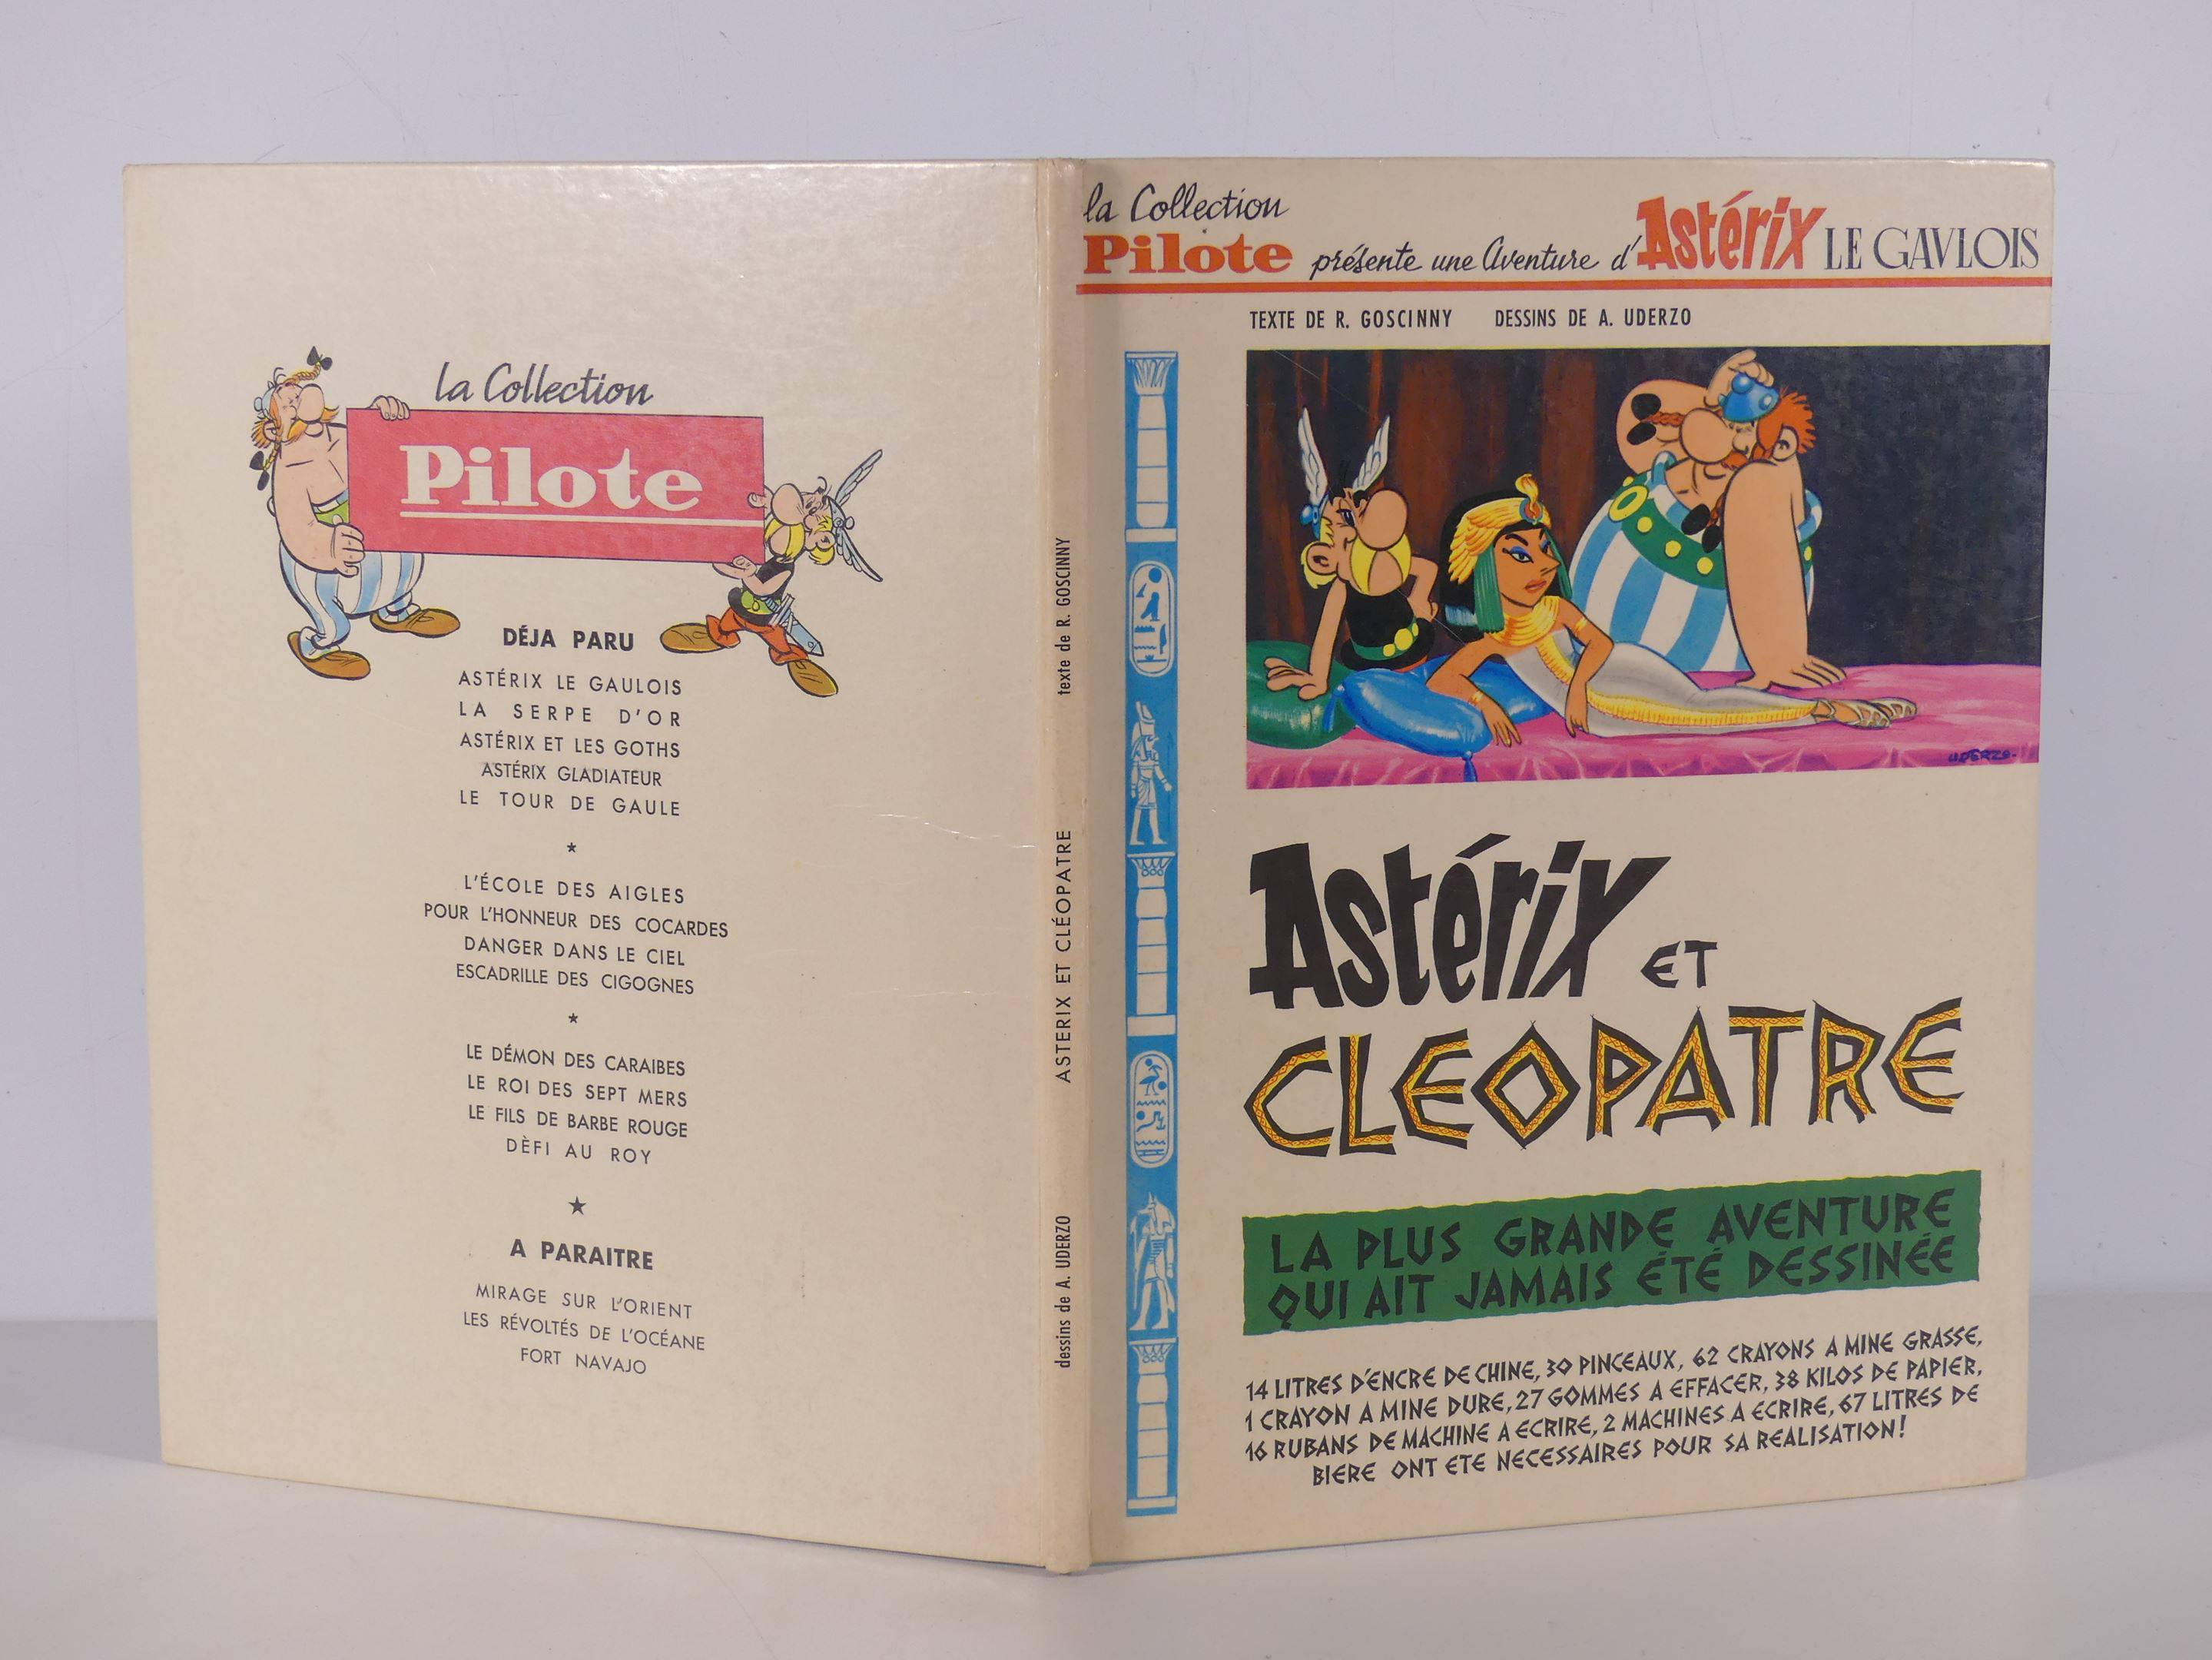 la Collection
Pilote
DÉJA PARU
ASTÉRIX LE GAULOIS
LA SERPE D'OR
ASTÉRIX ET LES GOTHS
ASTÉRIX GLADIATEUR
LE TOUR DE GAULE
*
L'ÉCOLE DES AIGLES
POUR L'HONNEUR DES COCARDES
DANGER DANS LE CIEL
ESCADRILLE DES CIGOGNES
*
LE DÉMON DES CARAIBES
LE ROI DES SEPT MERS
LE FILS DE BARBE ROUGE
DÈFI AU ROY
★
A PARAITRE
MIRAGE SUR L'ORIENT
LES RÉVOLTÉS DE L'OCÉANE
FORT NAVAJO
dessins de A. UDERZO ASTERIX ET CLÉOPATRE texte de R. GOSCINNY
la Collection
Pilote présente une Aventure d'Astérix LE GAVLOIS
TEXTE DE R. GOSCINNY DESSINS DE A. UDERZO
UDERZO.
Astérix ET
CLEOPATRE
LA PLUS GRANDE AVENTURE
QUI AIT JAMAIS ÉTÉ DESSINÉE
14 LITRES D'ENCRE DE CHINE, 30 PINCEAUX, 62 CRAYONS A MINE GRASSE,
1 CRAYON A MINE DURE, 27 GOMMES A EFFACER, 38 KILOS DE PAPIER,
16 RUBANS DE MACHINE A ECRIRE, 2 MACHINES A ECRIRE, 67 LITRES DE
BIERE ONT ETE NECESSAIRES POUR SA REALISATION!